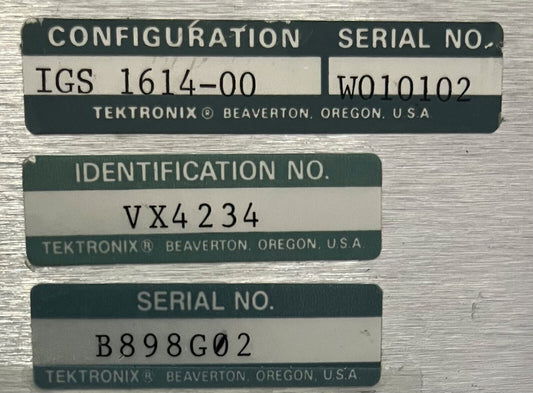 CONFIGURATION SERIAL NO.
IGS 1614-00 W010102
TEKTRONIX® BEAVERTON, OREGON, U.S.A.
IDENTIFICATION NO.
VX4234
TEKTRONIX® BEAVERTON, OREGON, U.S.A
SERIAL NO.
B898G02
TEKTRONIX® BEAVERTON, OREGON, U.S.A.